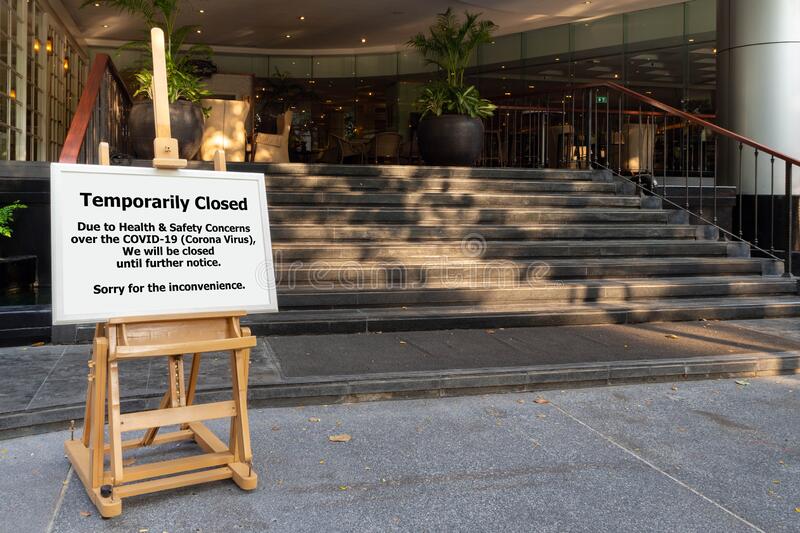 Temporarily Closed
Due to Health & Safety Concerns
over the COVID-19 (Corona Virus),
We will be closed
until further notice.
Sorry for the inconvenience.
dreamstime